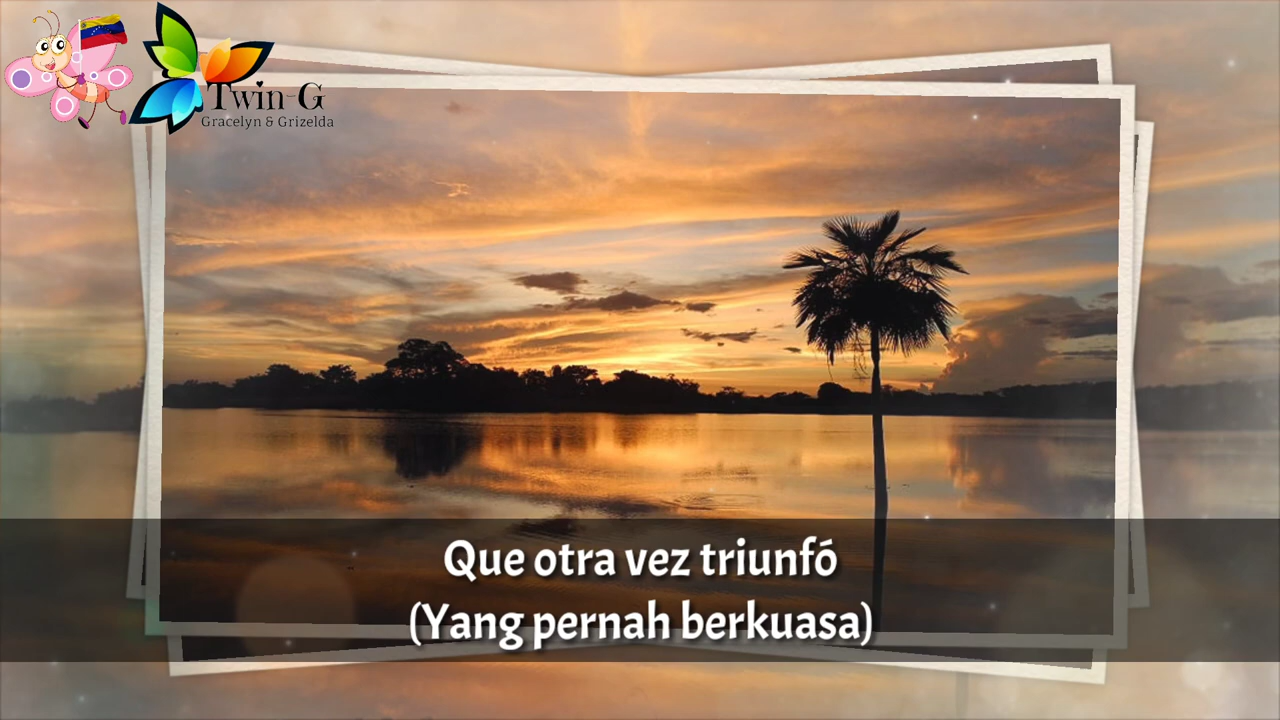 Twin-G
Gracelyn & Grizelda
Que otra vez triunfó
(Yang pernah berkuasa)